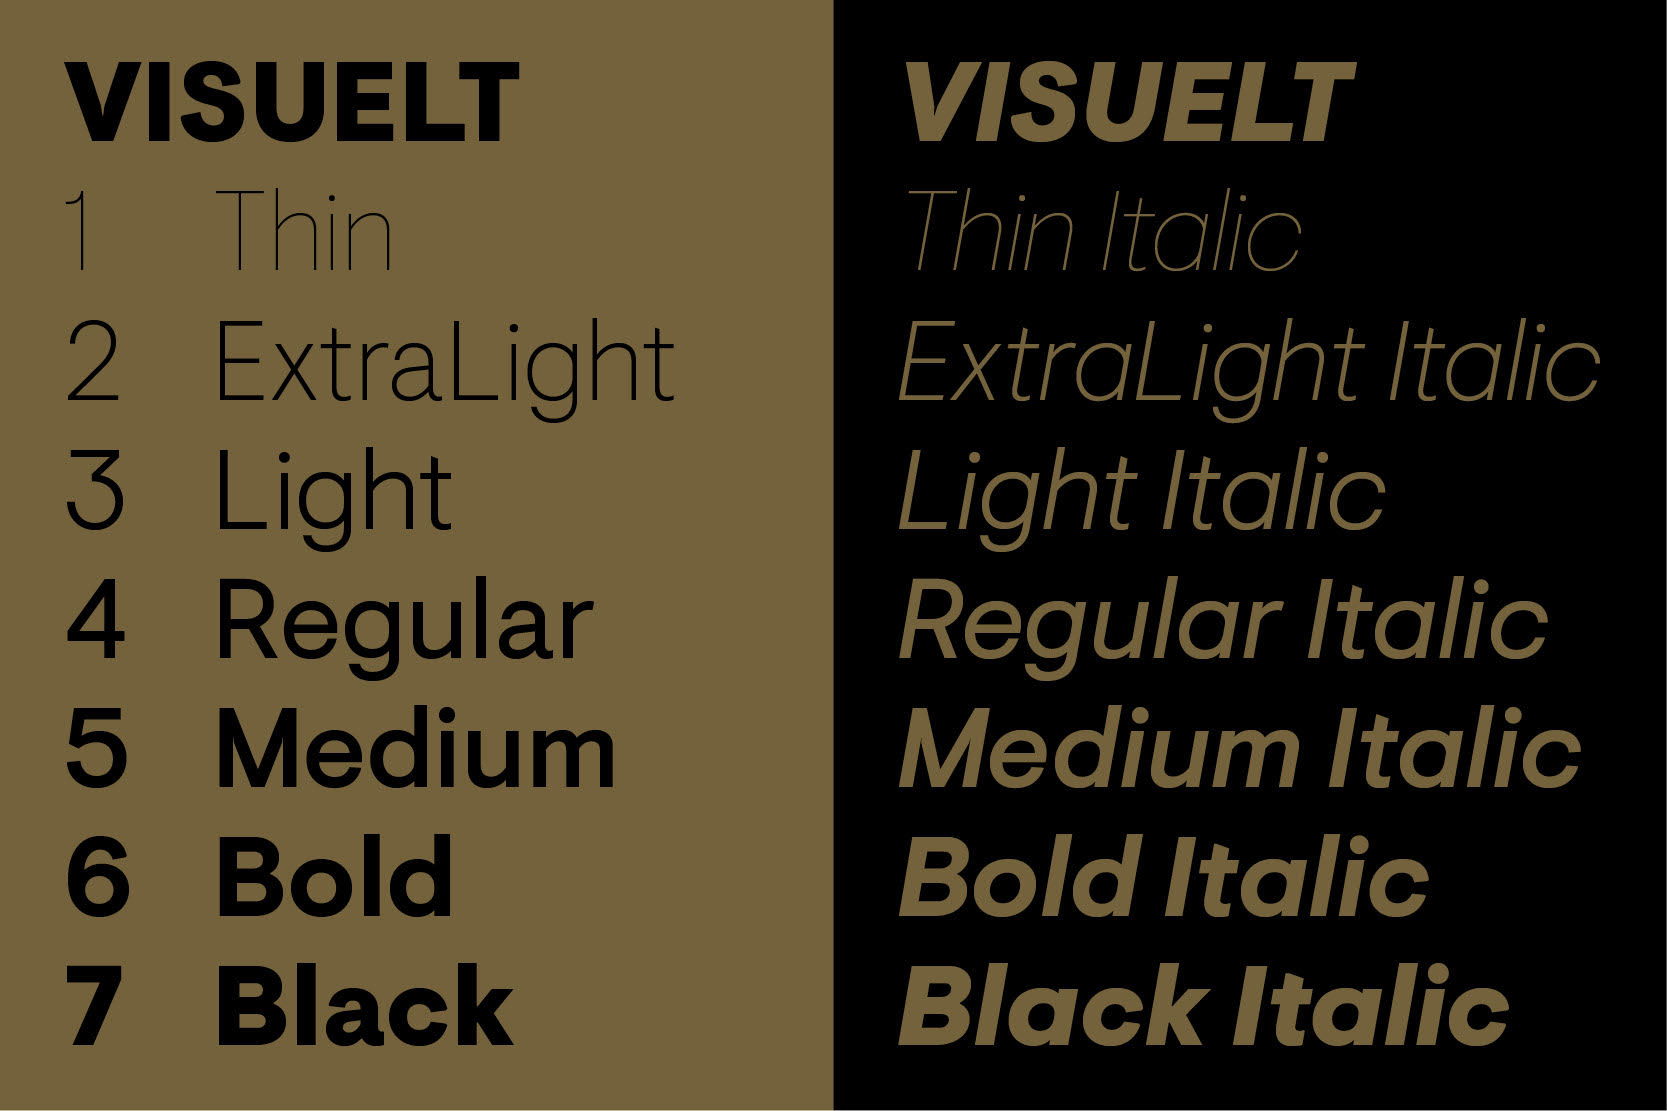 VISUELT
1 Thin
2 ExtraLight
3 Light
4 Regular
5 Medium
6 Bold
7 Black
VISUELT
Thin Italic
ExtraLight Italic
Light Italic
Regular Italic
Medium Italic
Bold Italic
Black Italic